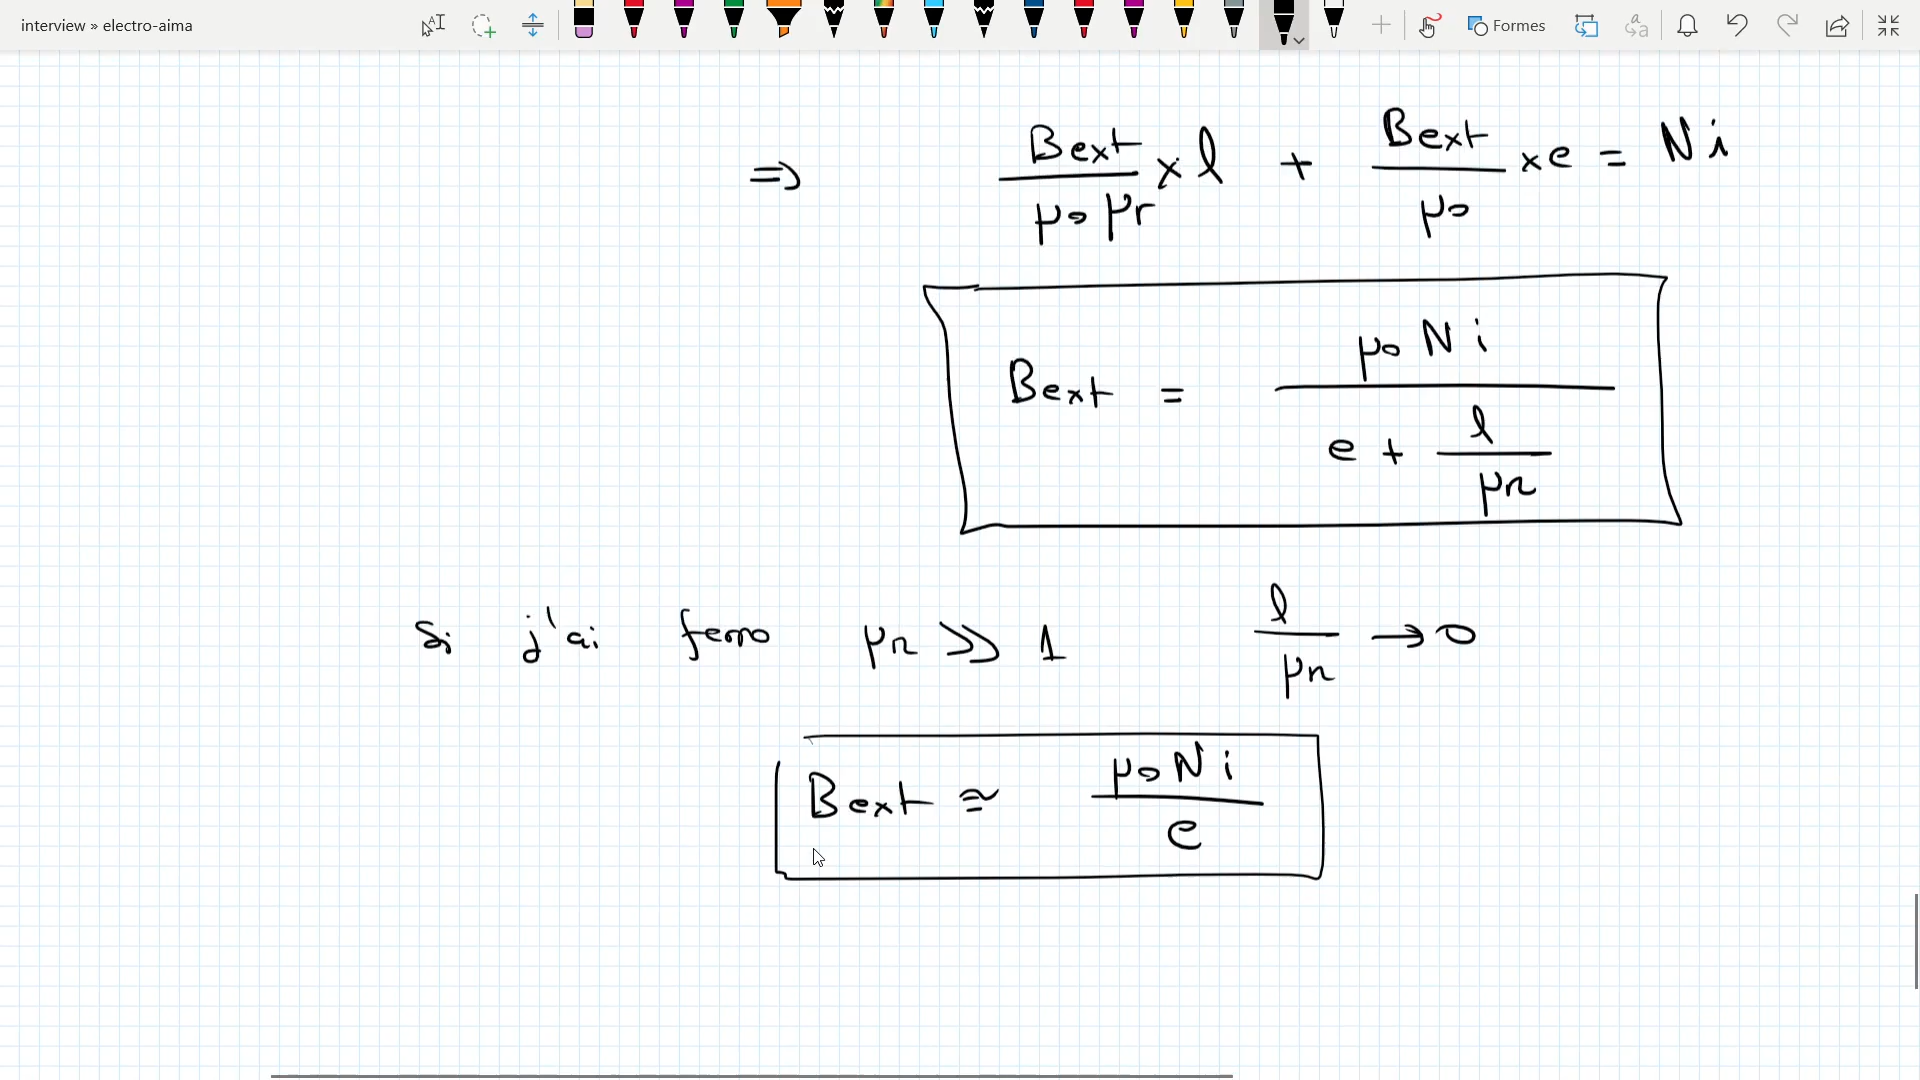 interview » electro-aima
Formes
=> Bext/μ0 μr × l + Bext/μ0 × e = N i
Bext = μ0 N i / (e + l/μr)
Si j'ai ferro μr >> 1 l/μr → 0
Bext ≃ μ0 N i / e